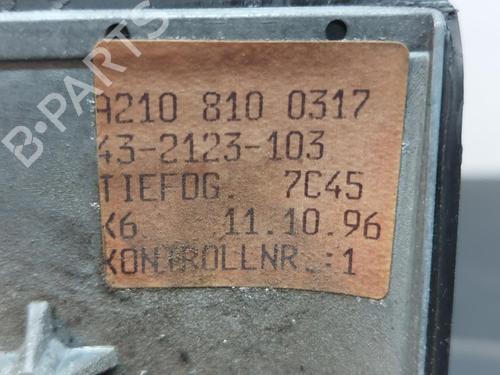 A210 810 0317
43-2123-103
TIEFDG. 7C45
K6 11.10.96
KONTROLLNR.:1
B-PARTS